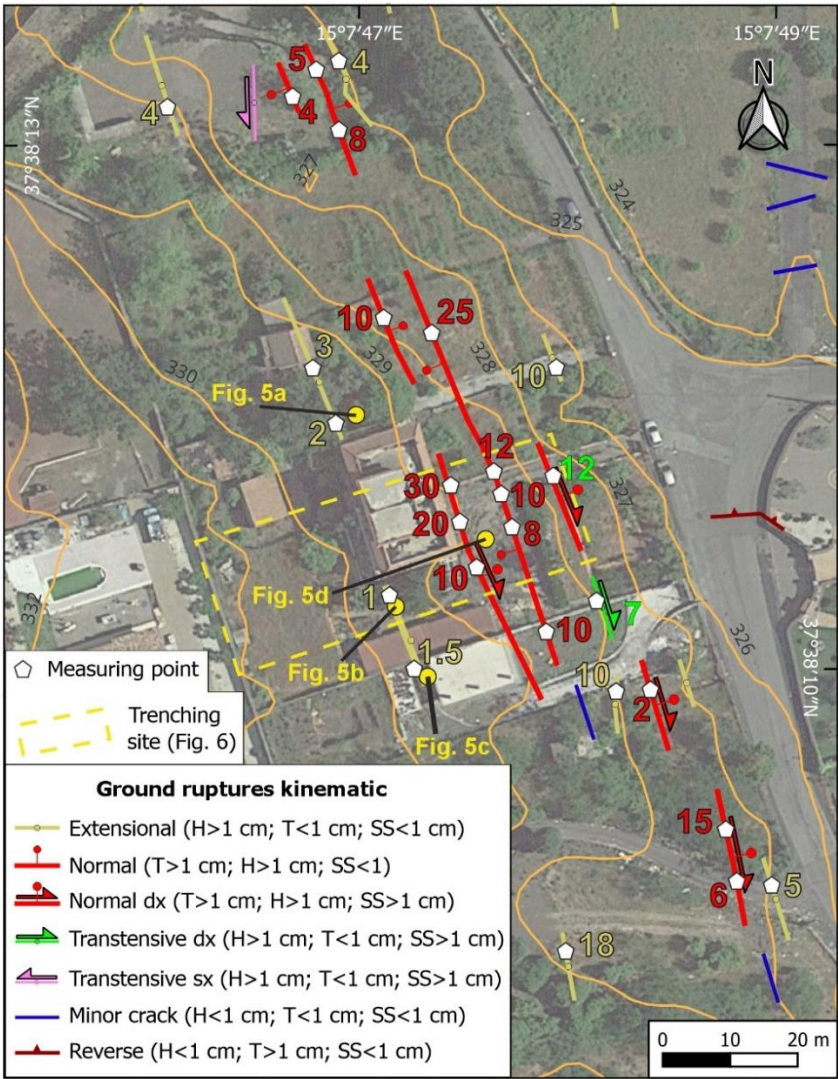 15°7'47"E
15°7'49"E
N
37°38'13"N
5
4
4
4
8
327
324
325
10
25
3
330
329
328
10
Fig. 5a
2
12
12
30
10
327
20
8
10
Fig. 5d
332
1
7
10
326
37°38'10"N
Fig. 5b
1.5
10
2
Fig. 5c
Measuring point
Trenching
site (Fig. 6)
Ground ruptures kinematic
Extensional (H>1 cm; T<1 cm; SS<1 cm)
Normal (T>1 cm; H>1 cm; SS<1)
Normal dx (T>1 cm; H>1 cm; SS>1 cm)
Transtensive dx (H>1 cm; T<1 cm; SS>1 cm)
Transtensive sx (H>1 cm; T<1 cm; SS>1 cm)
Minor crack (H<1 cm; T<1 cm; SS<1 cm)
Reverse (H<1 cm; T>1 cm; SS<1 cm)
15
6
5
18
0 10 20 m